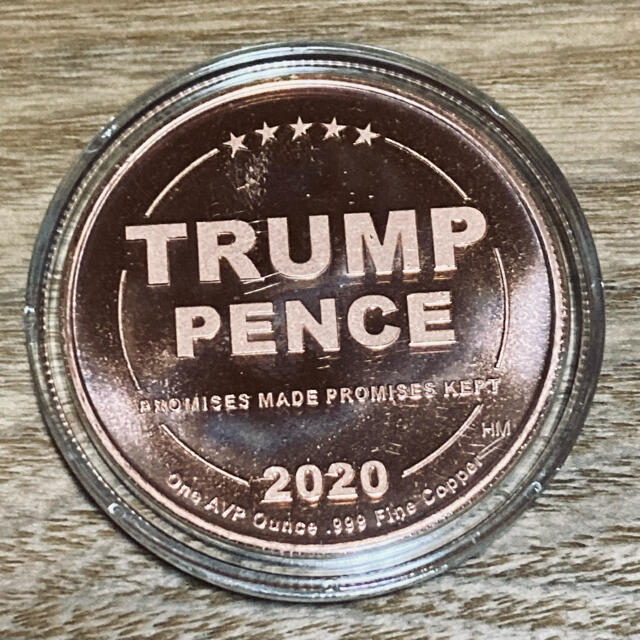 TRUMP
PENCE
PROMISES MADE PROMISES KEPT
HM
2020
One AVP Ounce .999 Fine Copper